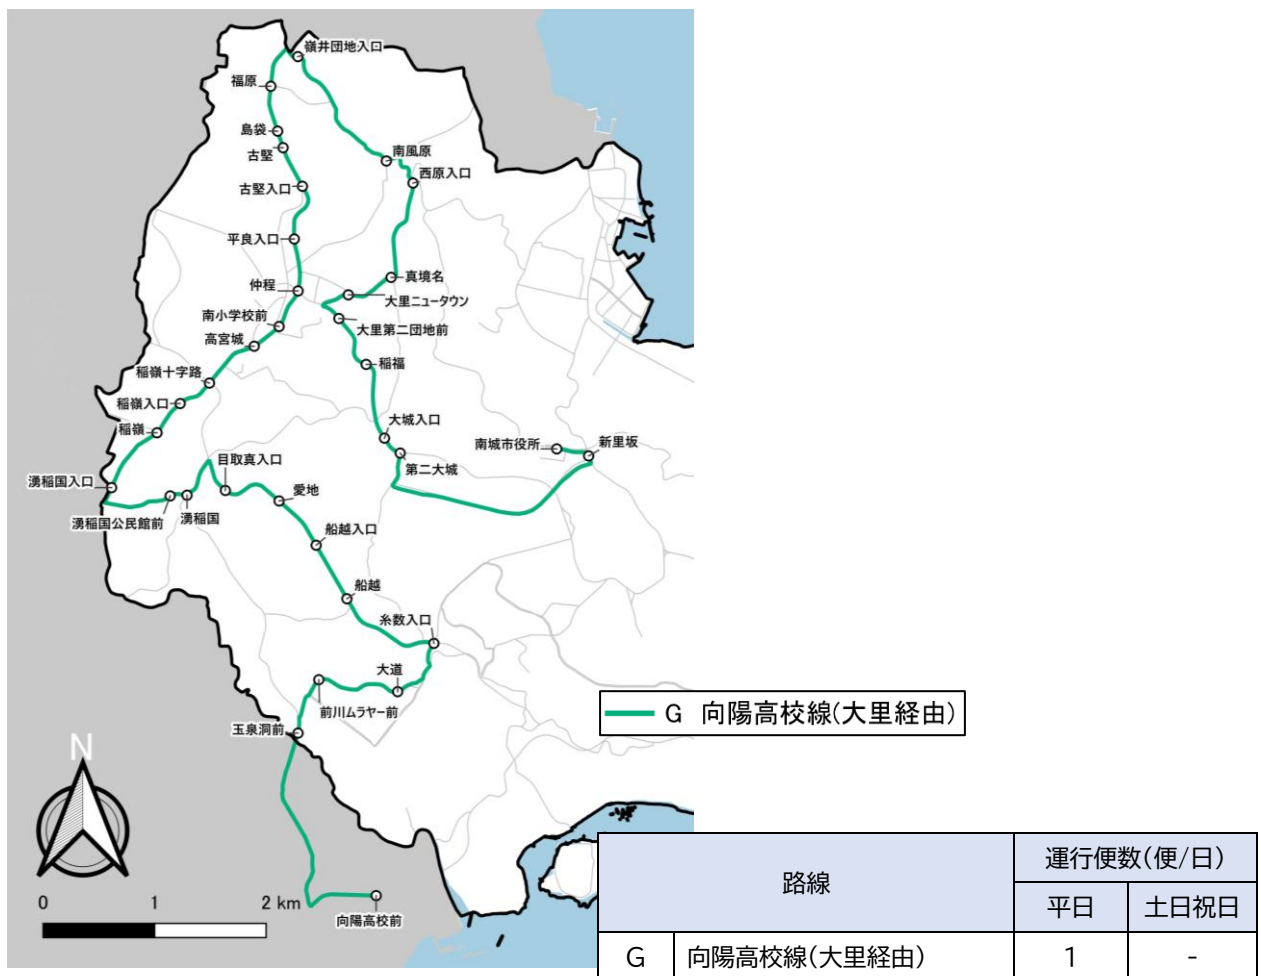 嶺井団地入口
福原
島袋
古堅
南風原
西原入口
古堅入口
平良入口
仲程
真境名
大里ニュータウン
南小学校前
大里第二団地前
高宮城
稲福
稲嶺十字路
稲嶺入口
大城入口
稲嶺
南城市役所
新里坂
目取真入口
第二大城
湧稲国入口
愛地
湧稲国公民館前
湧稲国
船越入口
船越
糸数入口
大道
前川ムラヤー前
玉泉洞前
G 向陽高校線(大里経由)
N
0 1 2 km
向陽高校前
路線 運行便数(便/日)
平日 土日祝日
G 向陽高校線(大里経由) 1 -